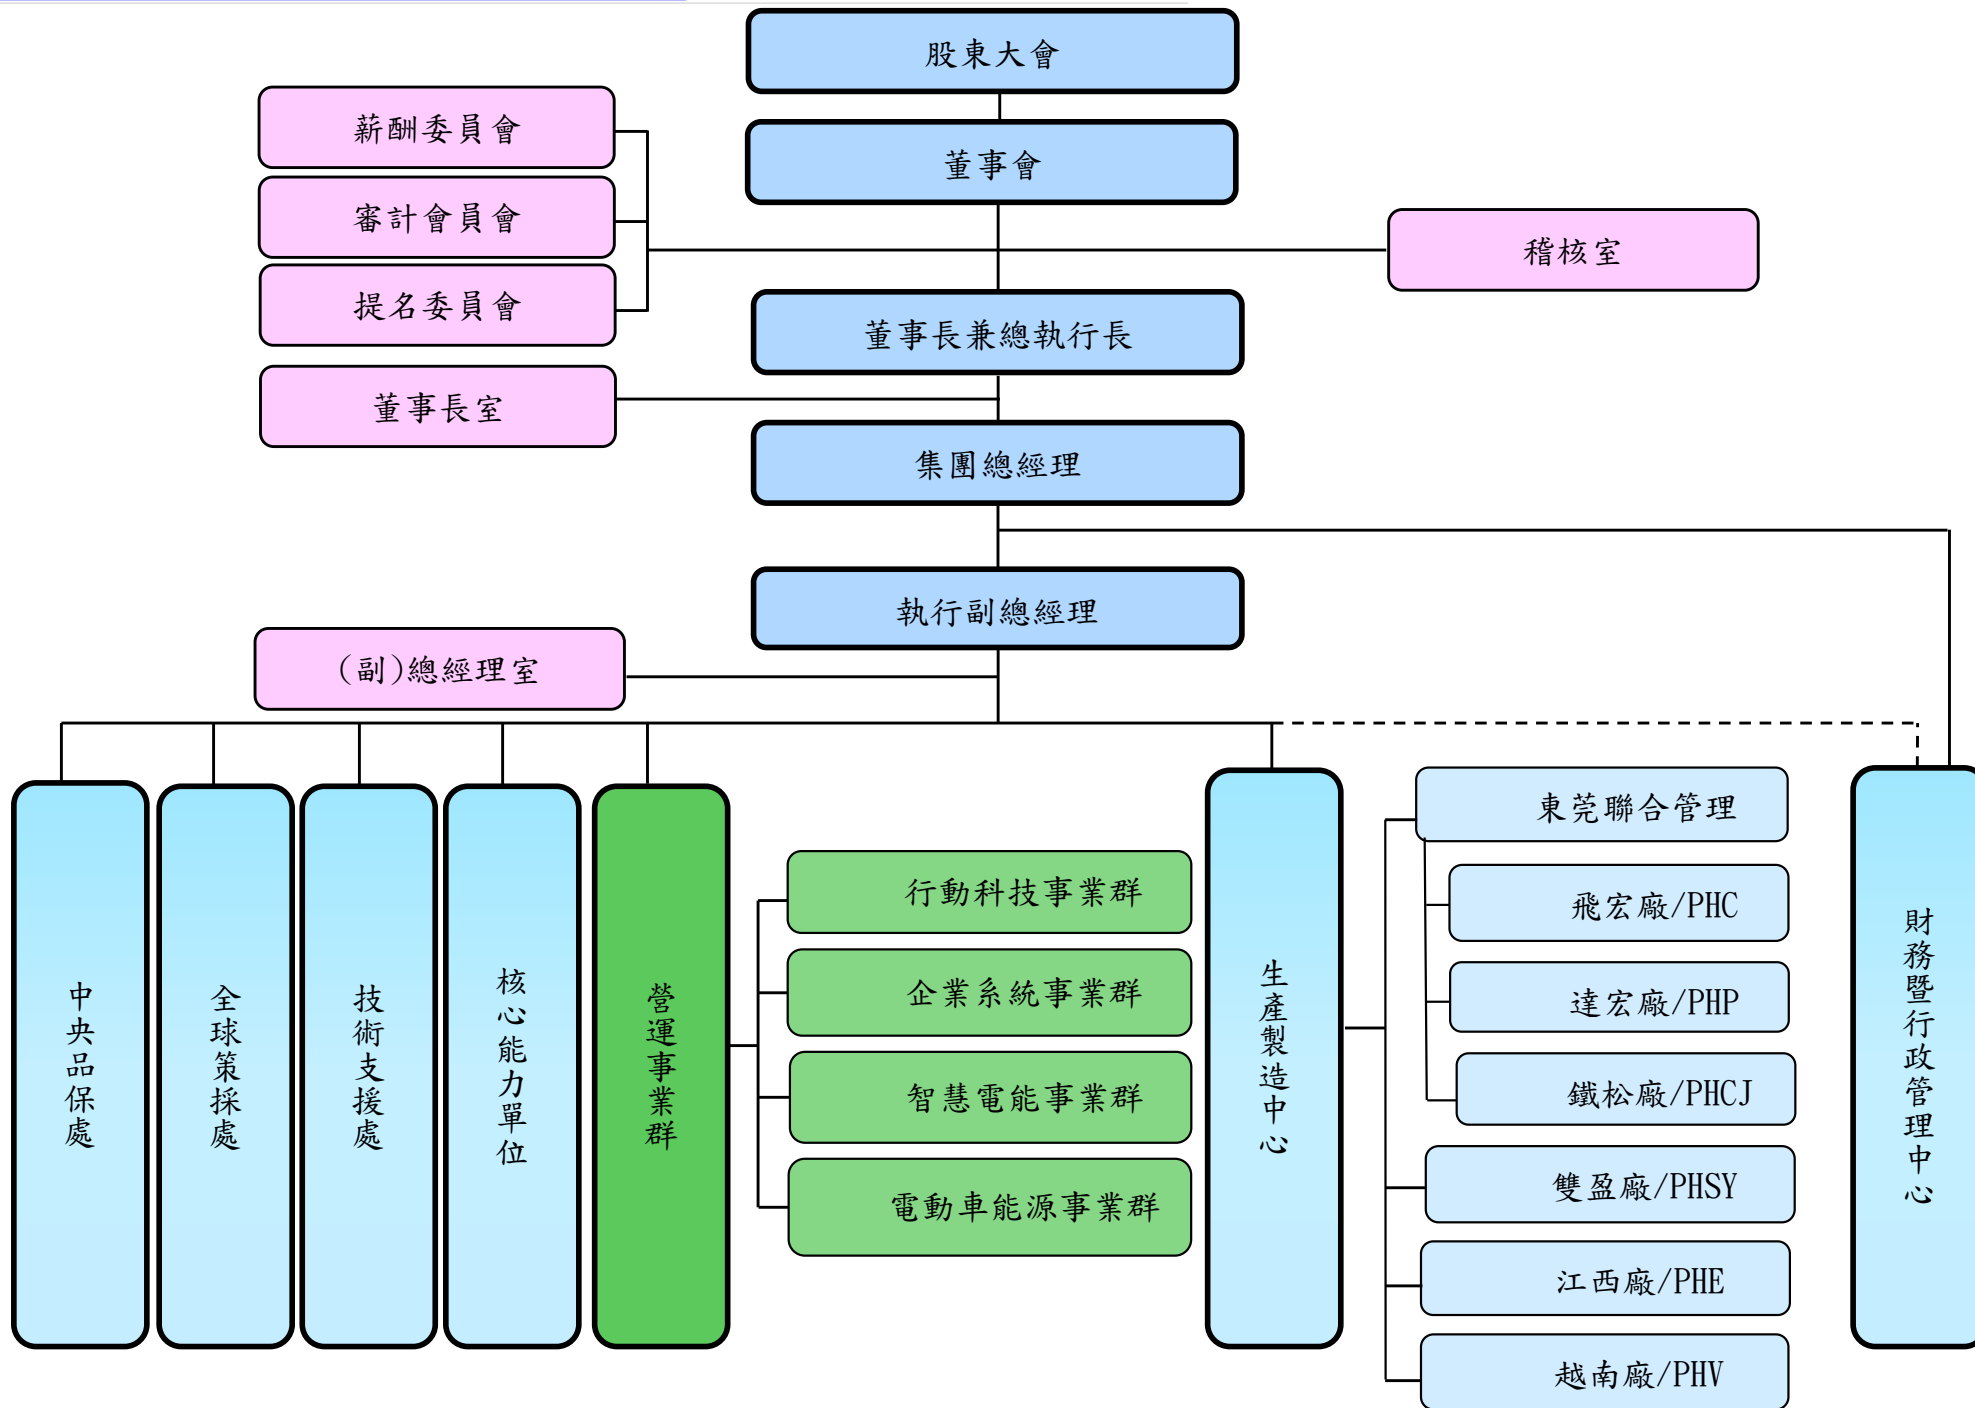 股東大會
薪酬委員會
董事會
審計會員會
稽核室
提名委員會
董事長兼總執行長
董事長室
集團總經理
執行副總經理
(副)總經理室
中央品保處
全球策採處
技術支援處
核心能力單位
營運事業群
行動科技事業群
企業系統事業群
智慧電能事業群
電動車能源事業群
生產製造中心
東莞聯合管理
飛宏廠/PHC
達宏廠/PHP
鐵松廠/PHCJ
雙盈廠/PHSY
江西廠/PHE
越南廠/PHV
財務暨行政管理中心